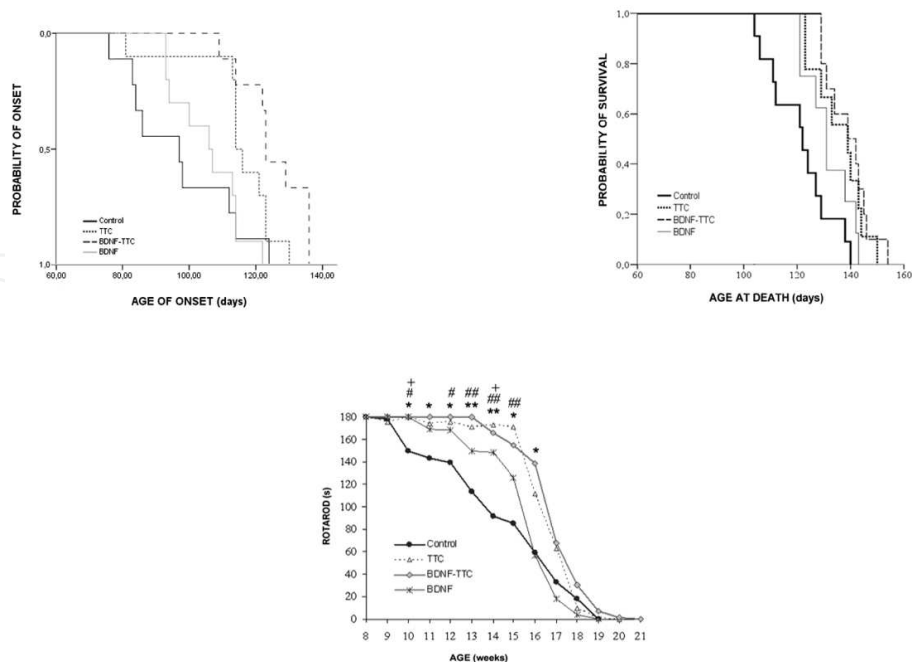 0,0
0,5
1,0
PROBABILITY OF ONSET
Control
TTC
BDNF-TTC
BDNF
60,00 80,00 100,00 120,00 140,00
AGE OF ONSET (days)
1,0
0,8
0,6
0,4
0,2
0,0
PROBABILITY OF SURVIVAL
Control
TTC
BDNF-TTC
BDNF
60 80 100 120 140 160
AGE AT DEATH (days)
+ +
# # ## ## ##
* * * ** ** * *
180
160
140
120
100
80
60
40
20
0
ROTAROD (s)
Control
TTC
BDNF-TTC
BDNF
8 9 10 11 12 13 14 15 16 17 18 19 20 21
AGE (weeks)